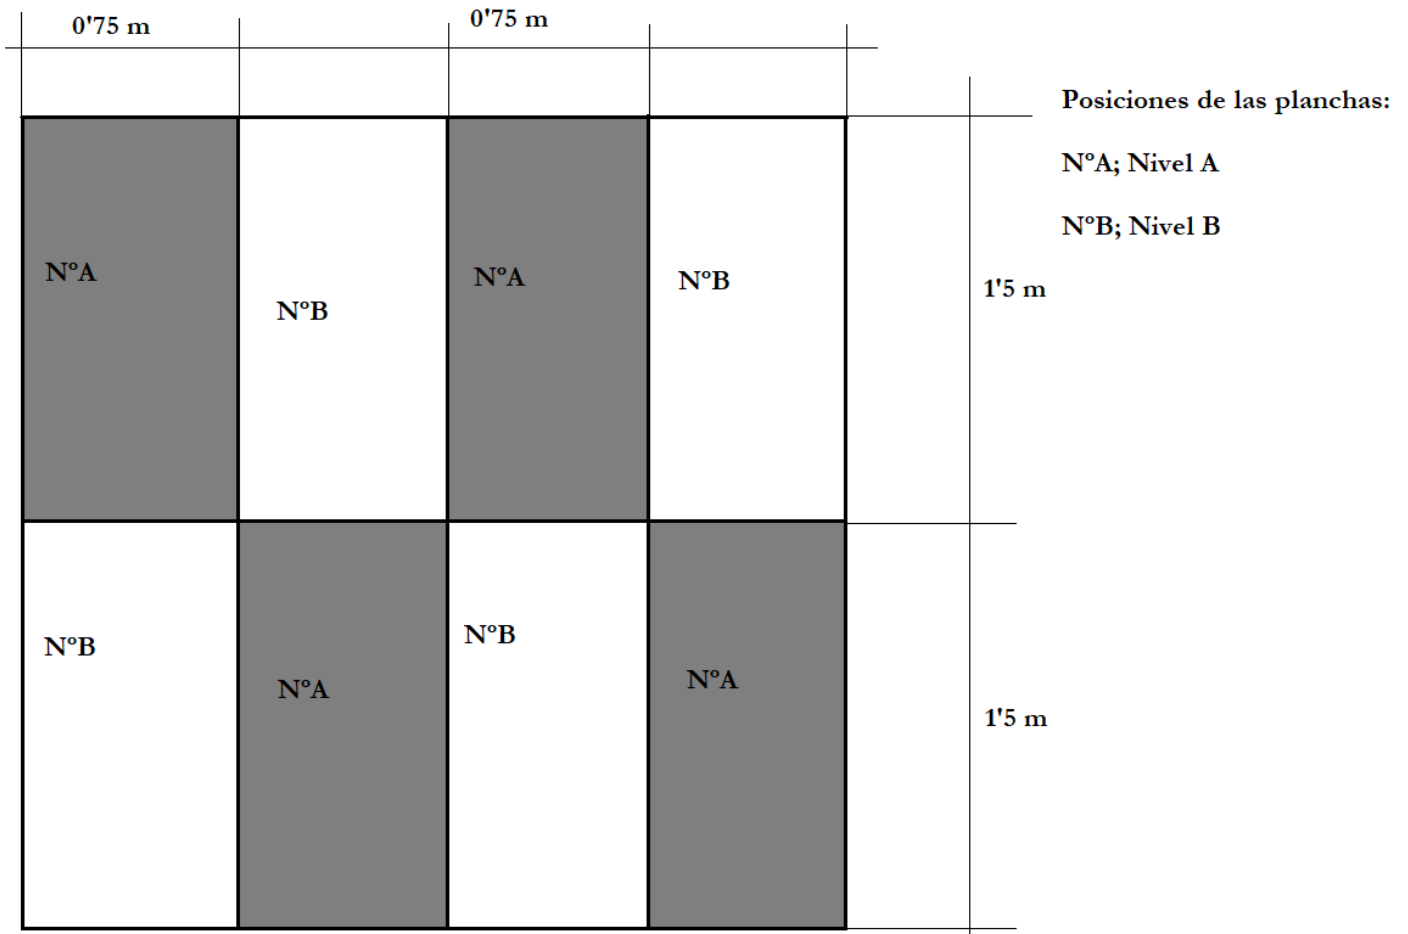 0'75 m
0'75 m
Posiciones de las planchas:
NºA; Nivel A
NºB; Nivel B
1'5 m
NºA
NºB
NºA
NºB
NºB
NºA
NºB
NºA
1'5 m